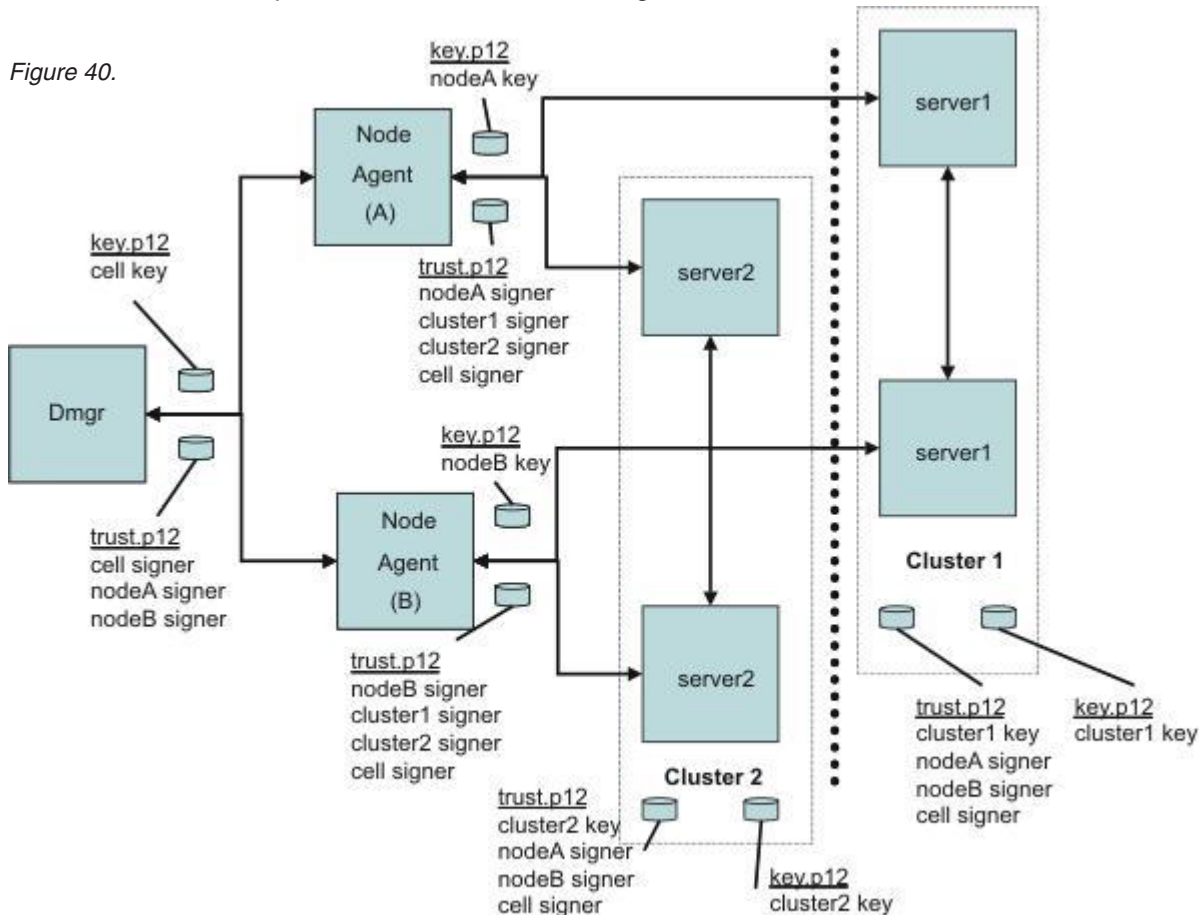 Figure 40.
key.p12
nodeA key
server1
Node
Agent
(A)
key.p12
cell key
trust.p12
nodeA signer
cluster1 signer
cluster2 signer
cell signer
server2
Dmgr
key.p12
nodeB key
server1
trust.p12
cell signer
nodeA signer
nodeB signer
Node
Agent
(B)
Cluster 1
trust.p12
nodeB signer
cluster1 signer
cluster2 signer
cell signer
server2
trust.p12
cluster1 key
nodeA signer
nodeB signer
cell signer
key.p12
cluster1 key
Cluster 2
trust.p12
cluster2 key
nodeA signer
nodeB signer
cell signer
key.p12
cluster2 key